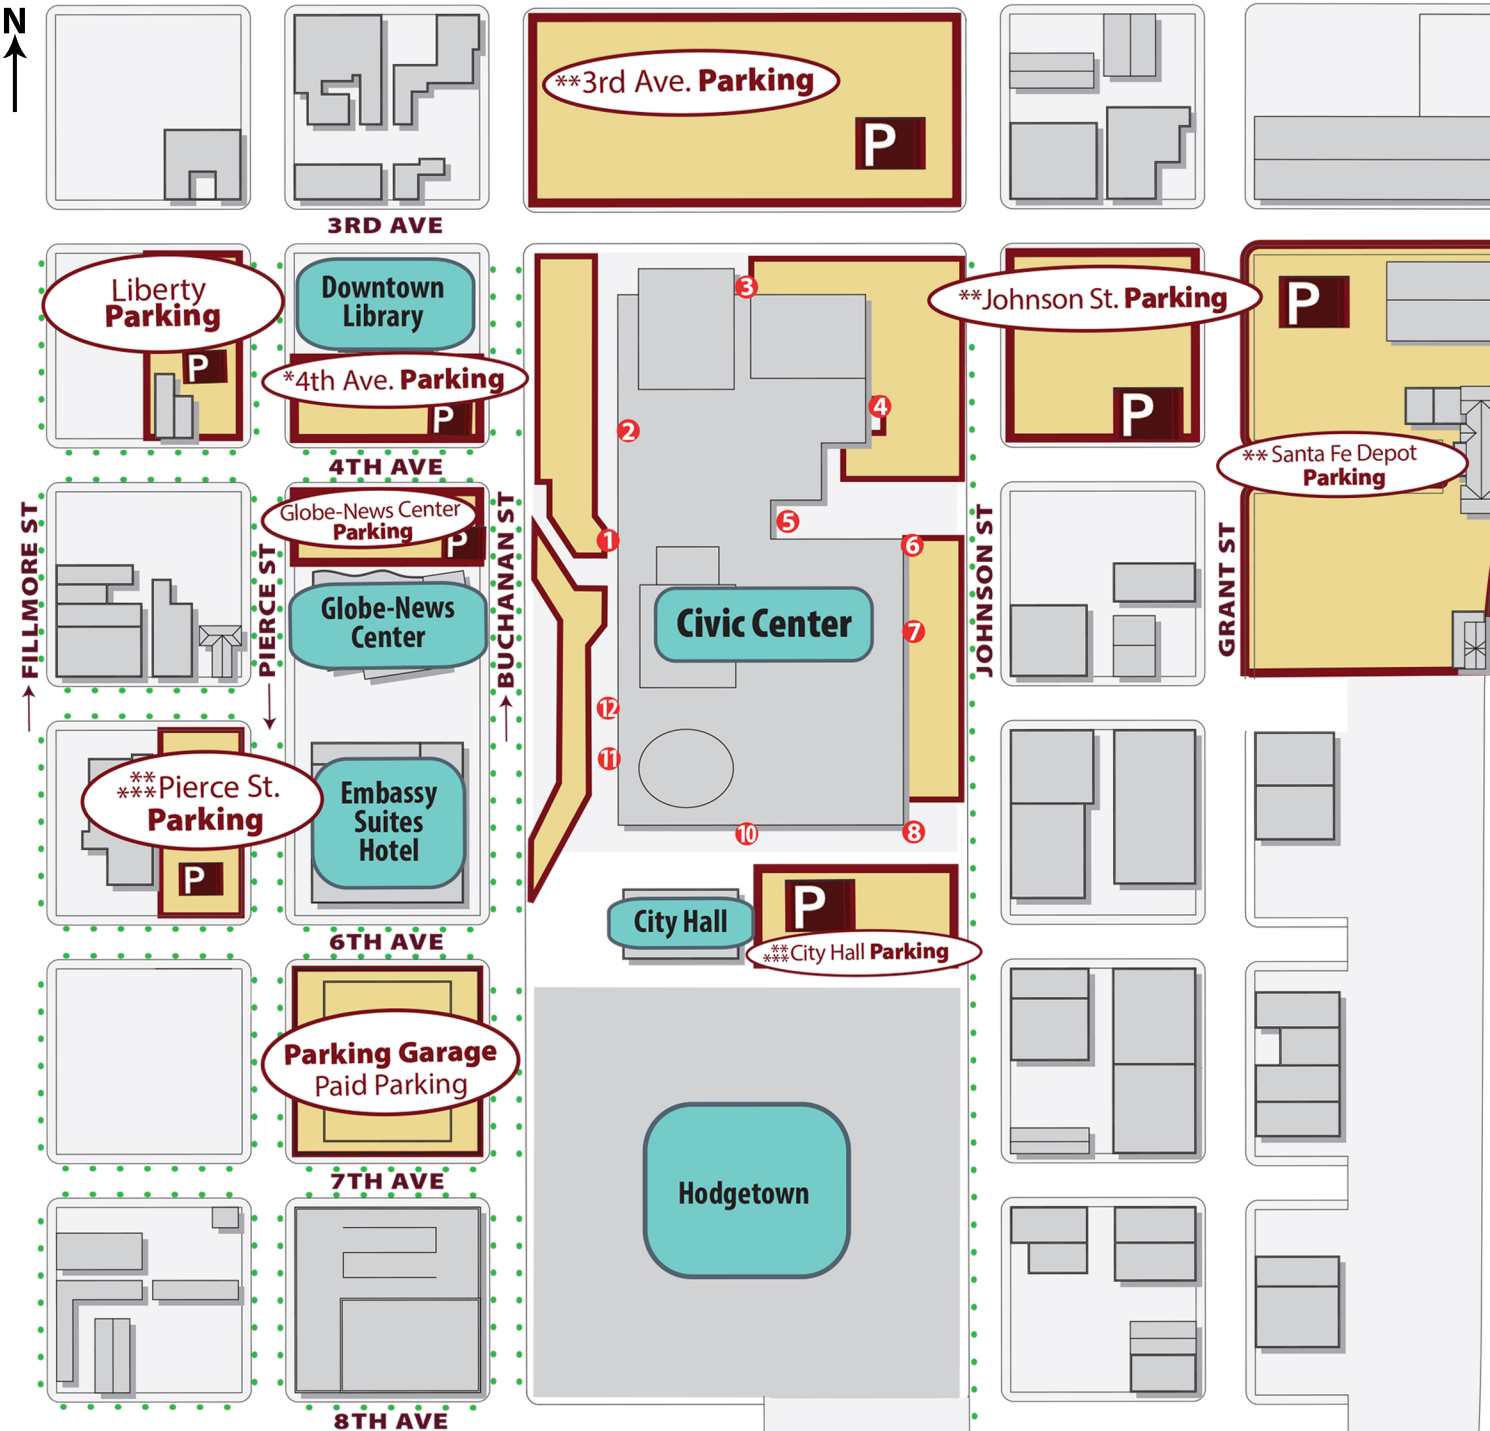 N
**3rd Ave. Parking
P
3RD AVE
Liberty
Parking
P
Downtown
Library
*4th Ave. Parking
P
4TH AVE
3
2
4
1
5
6
7
12
11
10
8
**Johnson St. Parking
P
P
** Santa Fe Depot
Parking
Globe-News Center
Parking
P
Globe-News
Center
Civic Center
FILLMORE ST
PIERCE ST
BUCHANAN ST
JOHNSON ST
GRANT ST
**
***Pierce St.
Parking
P
Embassy
Suites
Hotel
City Hall
P
**
***City Hall Parking
6TH AVE
Parking Garage
Paid Parking
7TH AVE
Hodgetown
8TH AVE